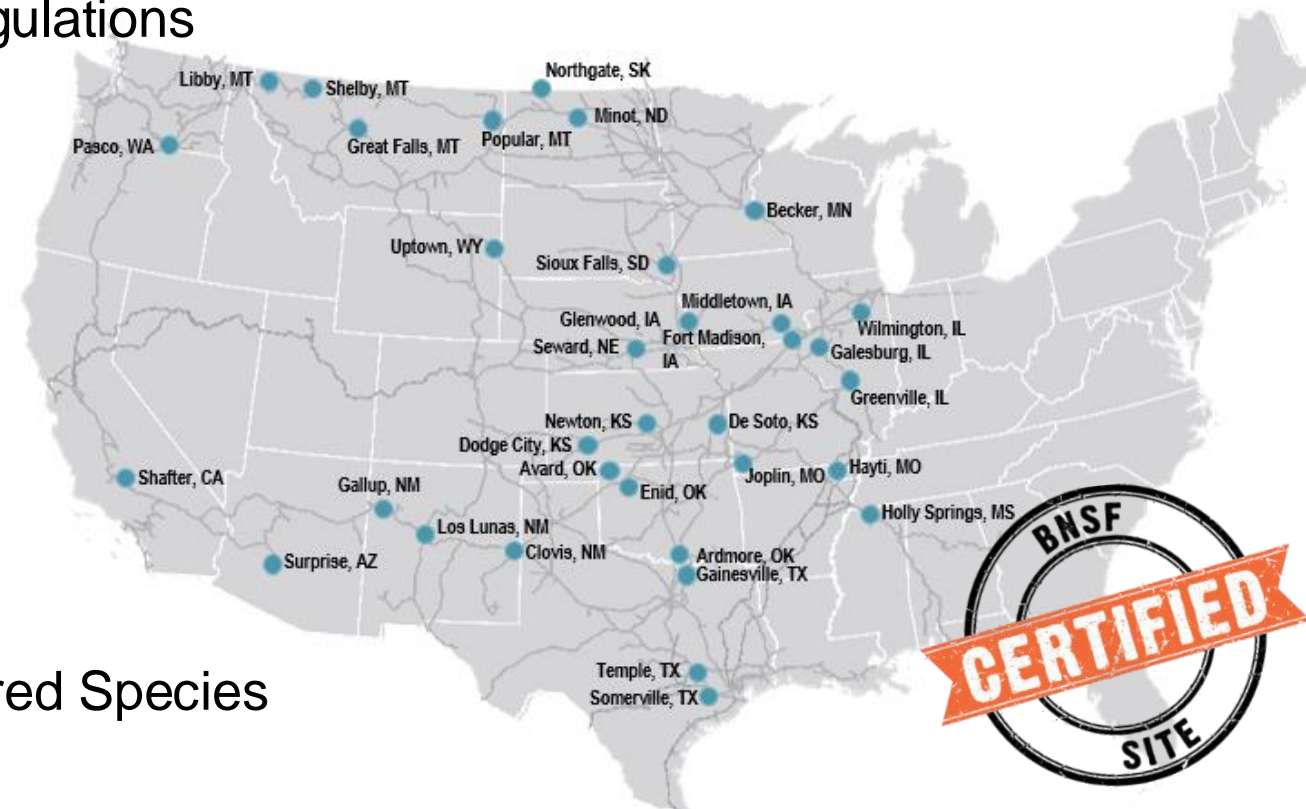 gulations
Northgate, SK
Libby, MT
Shelby, MT
Minot, ND
Popular, MT
Great Falls, MT
Pasco, WA
Becker, MN
Uptown, WY
Sioux Falls, SD
Middletown, IA
Glenwood, IA
Wilmington, IL
Fort Madison,
IA
Seward, NE
Galesburg, IL
Greenville, IL
Newton, KS
De Soto, KS
Dodge City, KS
Avard, OK
Joplin, MO
Hayti, MO
Shafter, CA
Gallup, NM
Enid, OK
Holly Springs, MS
Los Lunas, NM
Clovis, NM
Ardmore, OK
Surprise, AZ
Gainesville, TX
BNSF
CERTIFIED
SITE
Temple, TX
red Species
Somerville, TX